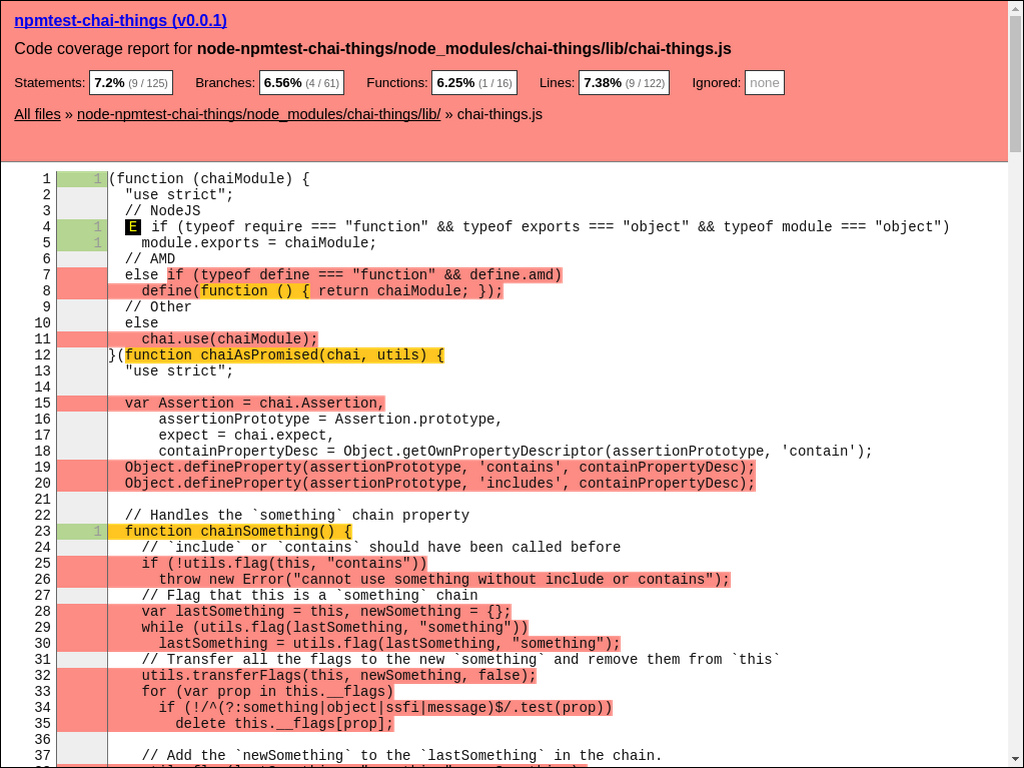 npmtest-chai-things (v0.0.1)
Code coverage report for node-npmtest-chai-things/node_modules/chai-things/lib/chai-things.js
Statements: 7.2% (9 / 125) Branches: 6.56% (4 / 61) Functions: 6.25% (1 / 16) Lines: 7.38% (9 / 122) Ignored: none
All files » node-npmtest-chai-things/node_modules/chai-things/lib/ » chai-things.js
1 1 (function (chaiModule) {
2 "use strict";
3 // NodeJS
4 1 E if (typeof require === "function" && typeof exports === "object" && typeof module === "object")
5 1 module.exports = chaiModule;
6 // AMD
7 else if (typeof define === "function" && define.amd)
8 define(function () { return chaiModule; });
9 // Other
10 else
11 chai.use(chaiModule);
12 }(function chaiAsPromised(chai, utils) {
13 "use strict";
14
15 var Assertion = chai.Assertion,
16 assertionPrototype = Assertion.prototype,
17 expect = chai.expect,
18 containPropertyDesc = Object.getOwnPropertyDescriptor(assertionPrototype, 'contain');
19 Object.defineProperty(assertionPrototype, 'contains', containPropertyDesc);
20 Object.defineProperty(assertionPrototype, 'includes', containPropertyDesc);
21
22 // Handles the `something` chain property
23 1 function chainSomething() {
24 // `include` or `contains` should have been called before
25 if (!utils.flag(this, "contains"))
26 throw new Error("cannot use something without include or contains");
27 // Flag that this is a `something` chain
28 var lastSomething = this, newSomething = {};
29 while (utils.flag(lastSomething, "something"))
30 lastSomething = utils.flag(lastSomething, "something");
31 // Transfer all the flags to the new `something` and remove them from `this`
32 utils.transferFlags(this, newSomething, false);
33 for (var prop in this.__flags)
34 if (!/^(?:something|object|ssfi|message)$/.test(prop))
35 delete this.__flags[prop];
36
37 // Add the `newSomething` to the `lastSomething` in the chain.